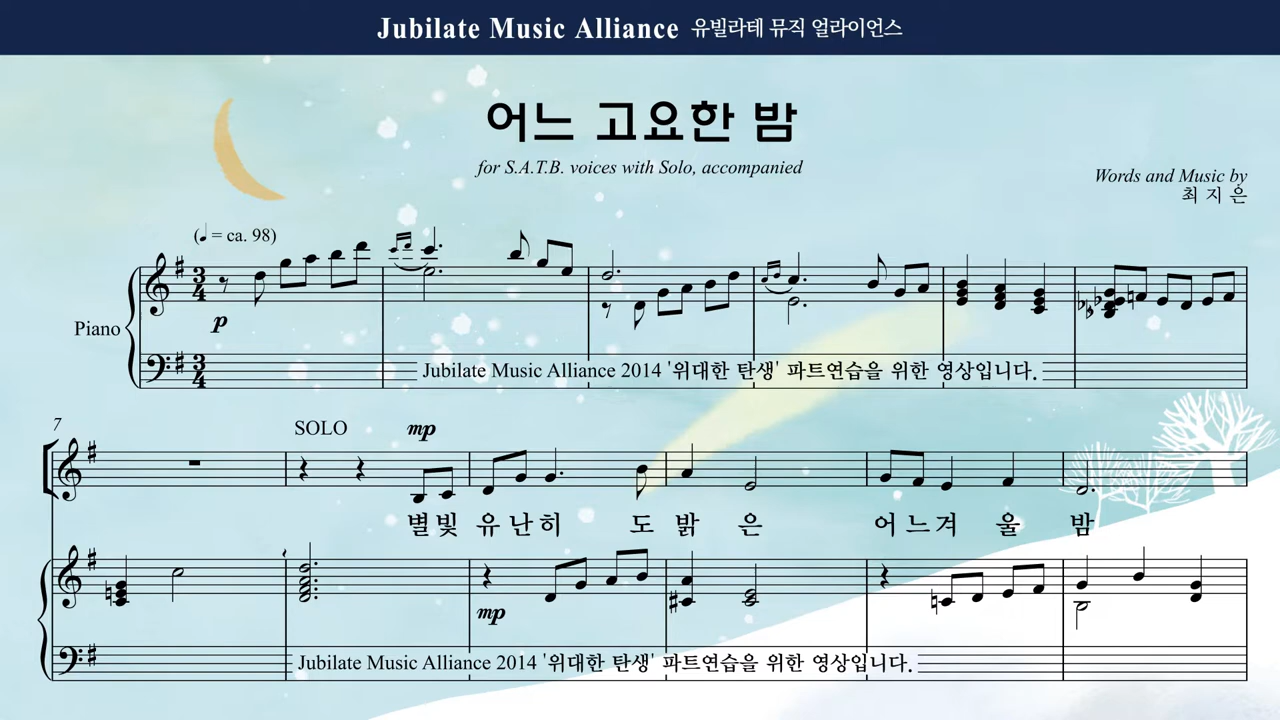 Jubilate Music Alliance 유빌라테 뮤직 얼라이언스
어느 고요한 밤
for S.A.T.B. voices with Solo, accompanied
Words and Music by
최 지 은
(♩ = ca. 98)
3 4
Piano
p
3 4
Jubilate Music Alliance 2014 '위대한 탄생' 파트연습을 위한 영상입니다.
7
SOLO
mp
별빛 유난히 도 밝 은 어느겨 울 밤
mp
Jubilate Music Alliance 2014 '위대한 탄생' 파트연습을 위한 영상입니다.